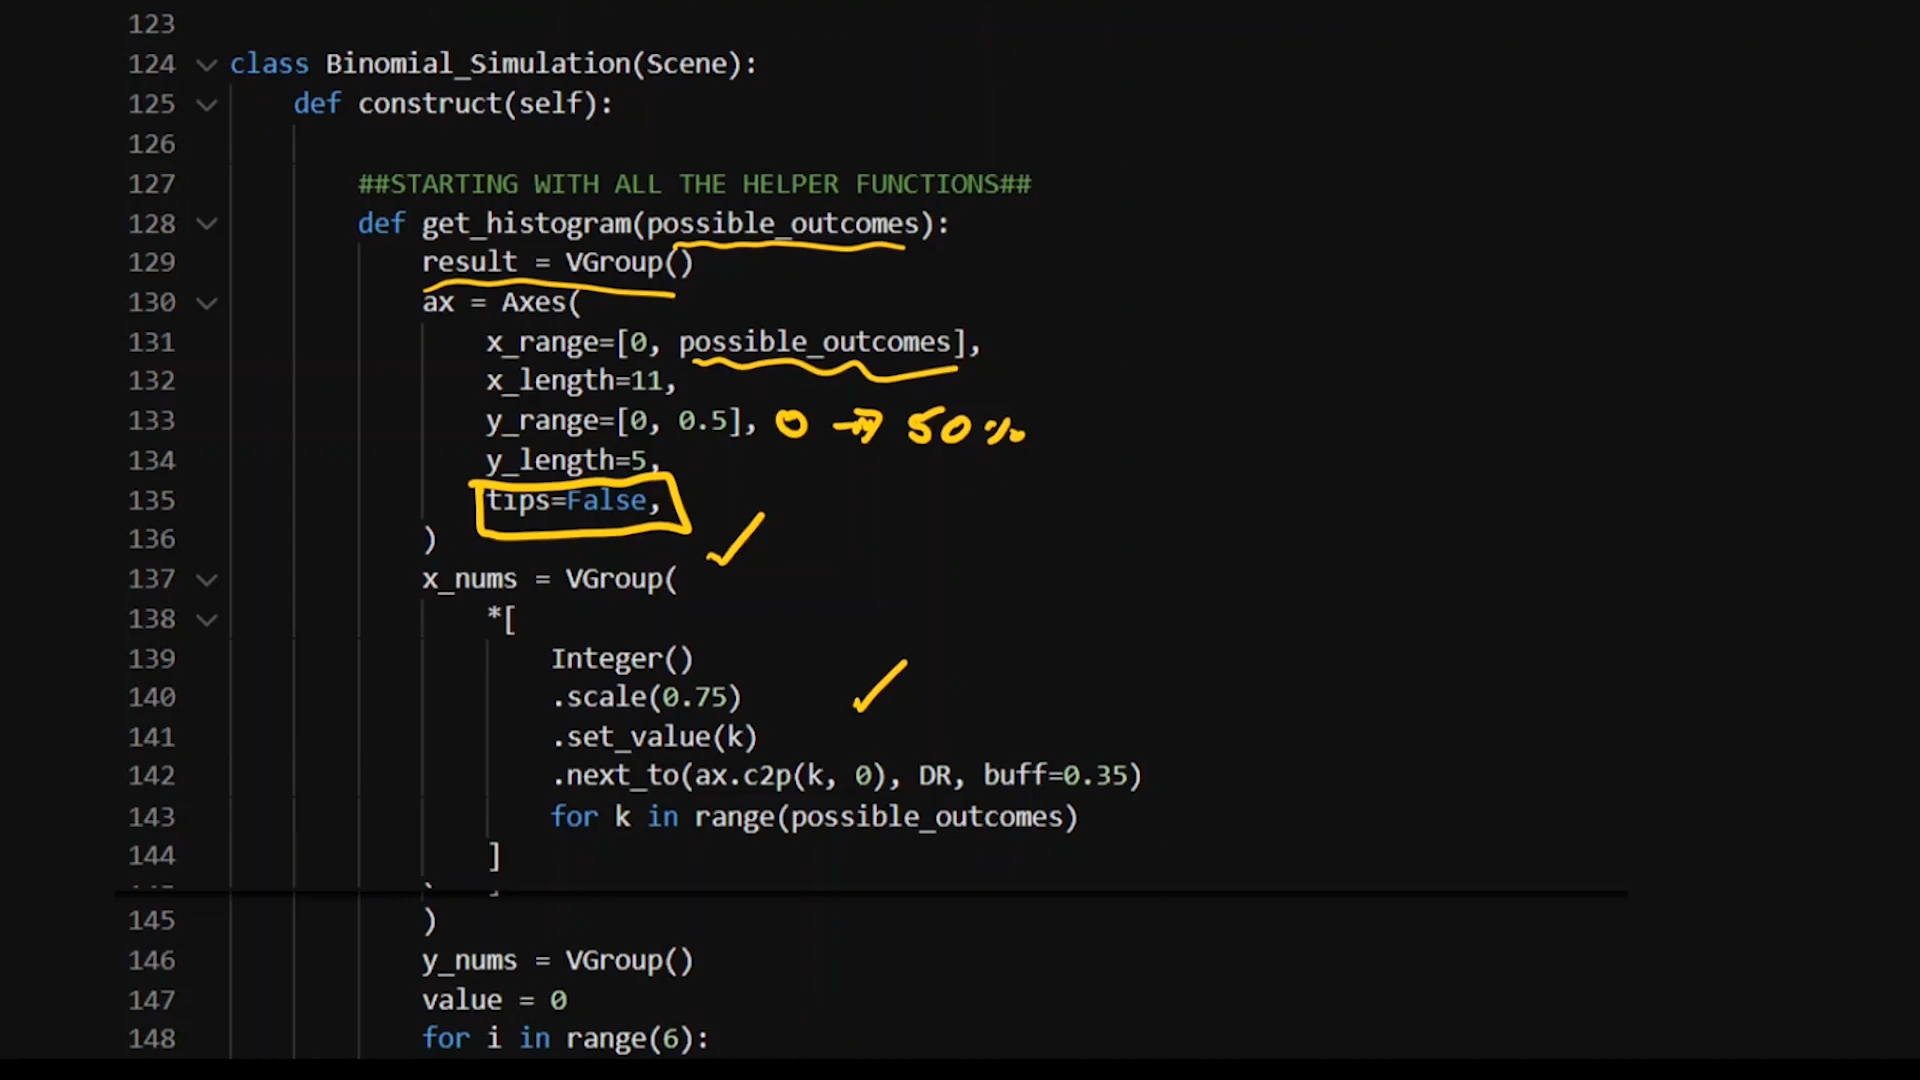 123
124 class Binomial_Simulation(Scene):
125 def construct(self):
126
127 ##STARTING WITH ALL THE HELPER FUNCTIONS##
128 def get_histogram(possible_outcomes):
129 result = VGroup()
130 ax = Axes(
131 x_range=[0, possible_outcomes],
132 x_length=11,
133 y_range=[0, 0.5], 0 → 50%
134 y_length=5,
135 tips=False,
136 )
137 x_nums = VGroup(
138 *[
139 Integer()
140 .scale(0.75)
141 .set_value(k)
142 .next_to(ax.c2p(k, 0), DR, buff=0.35)
143 for k in range(possible_outcomes)
144 ]
145 )
146 y_nums = VGroup()
147 value = 0
148 for i in range(6):